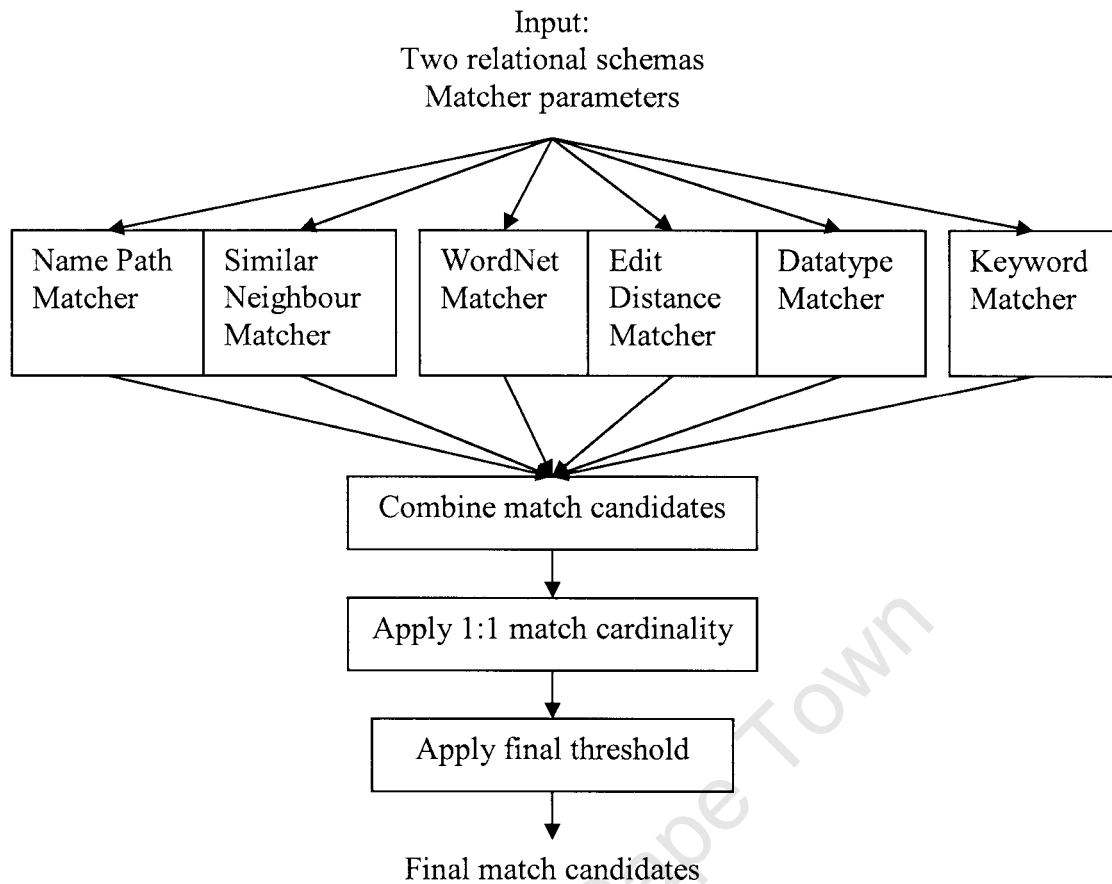 Input:
Two relational schemas
Matcher parameters
Name Path
Matcher
Similar
Neighbour
Matcher
WordNet
Matcher
Edit
Distance
Matcher
Datatype
Matcher
Keyword
Matcher
Combine match candidates
Apply 1:1 match cardinality
Apply final threshold
Final match candidates
Town